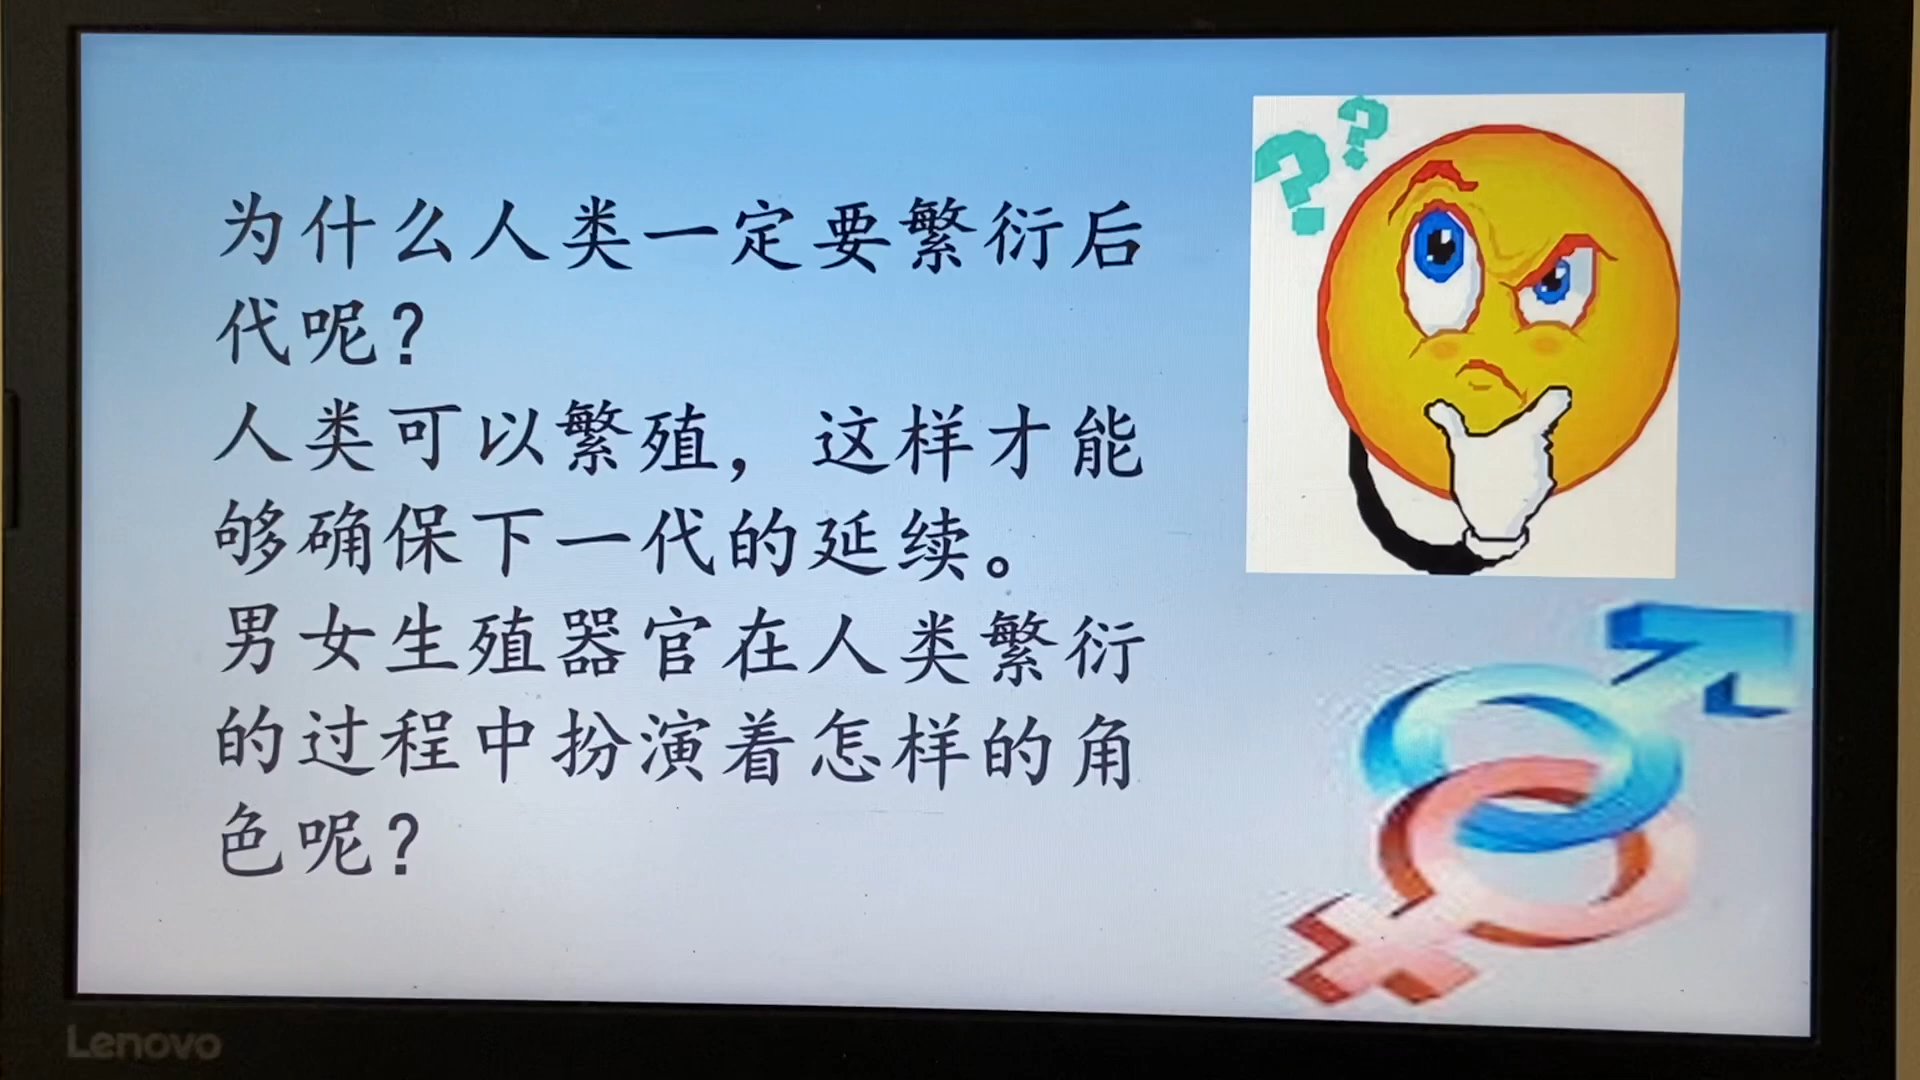 为什么人类一定要繁衍后
代呢？
人类可以繁殖，这样才能
够确保下一代的延续。
男女生殖器官在人类繁衍
的过程中扮演着怎样的角
色呢？
??
Lenovo